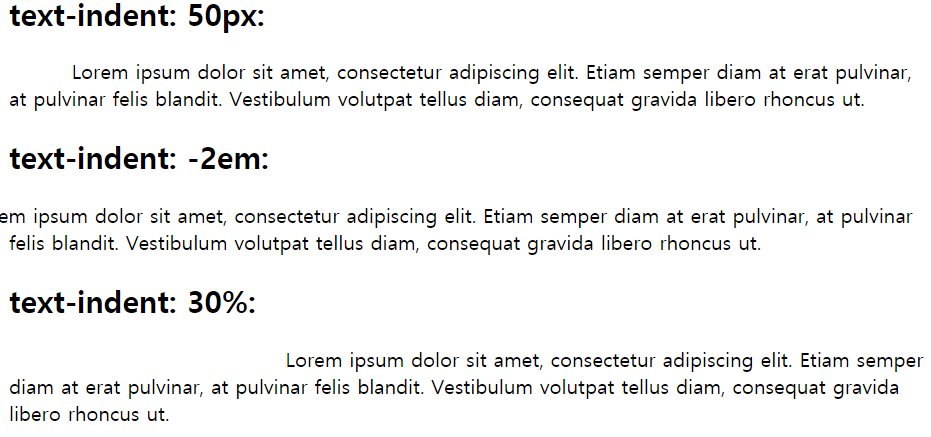 text-indent: 50px:
Lorem ipsum dolor sit amet, consectetur adipiscing elit. Etiam semper diam at erat pulvinar,
at pulvinar felis blandit. Vestibulum volutpat tellus diam, consequat gravida libero rhoncus ut.
text-indent: -2em:
em ipsum dolor sit amet, consectetur adipiscing elit. Etiam semper diam at erat pulvinar, at pulvinar
felis blandit. Vestibulum volutpat tellus diam, consequat gravida libero rhoncus ut.
text-indent: 30%:
Lorem ipsum dolor sit amet, consectetur adipiscing elit. Etiam semper
diam at erat pulvinar, at pulvinar felis blandit. Vestibulum volutpat tellus diam, consequat gravida
libero rhoncus ut.